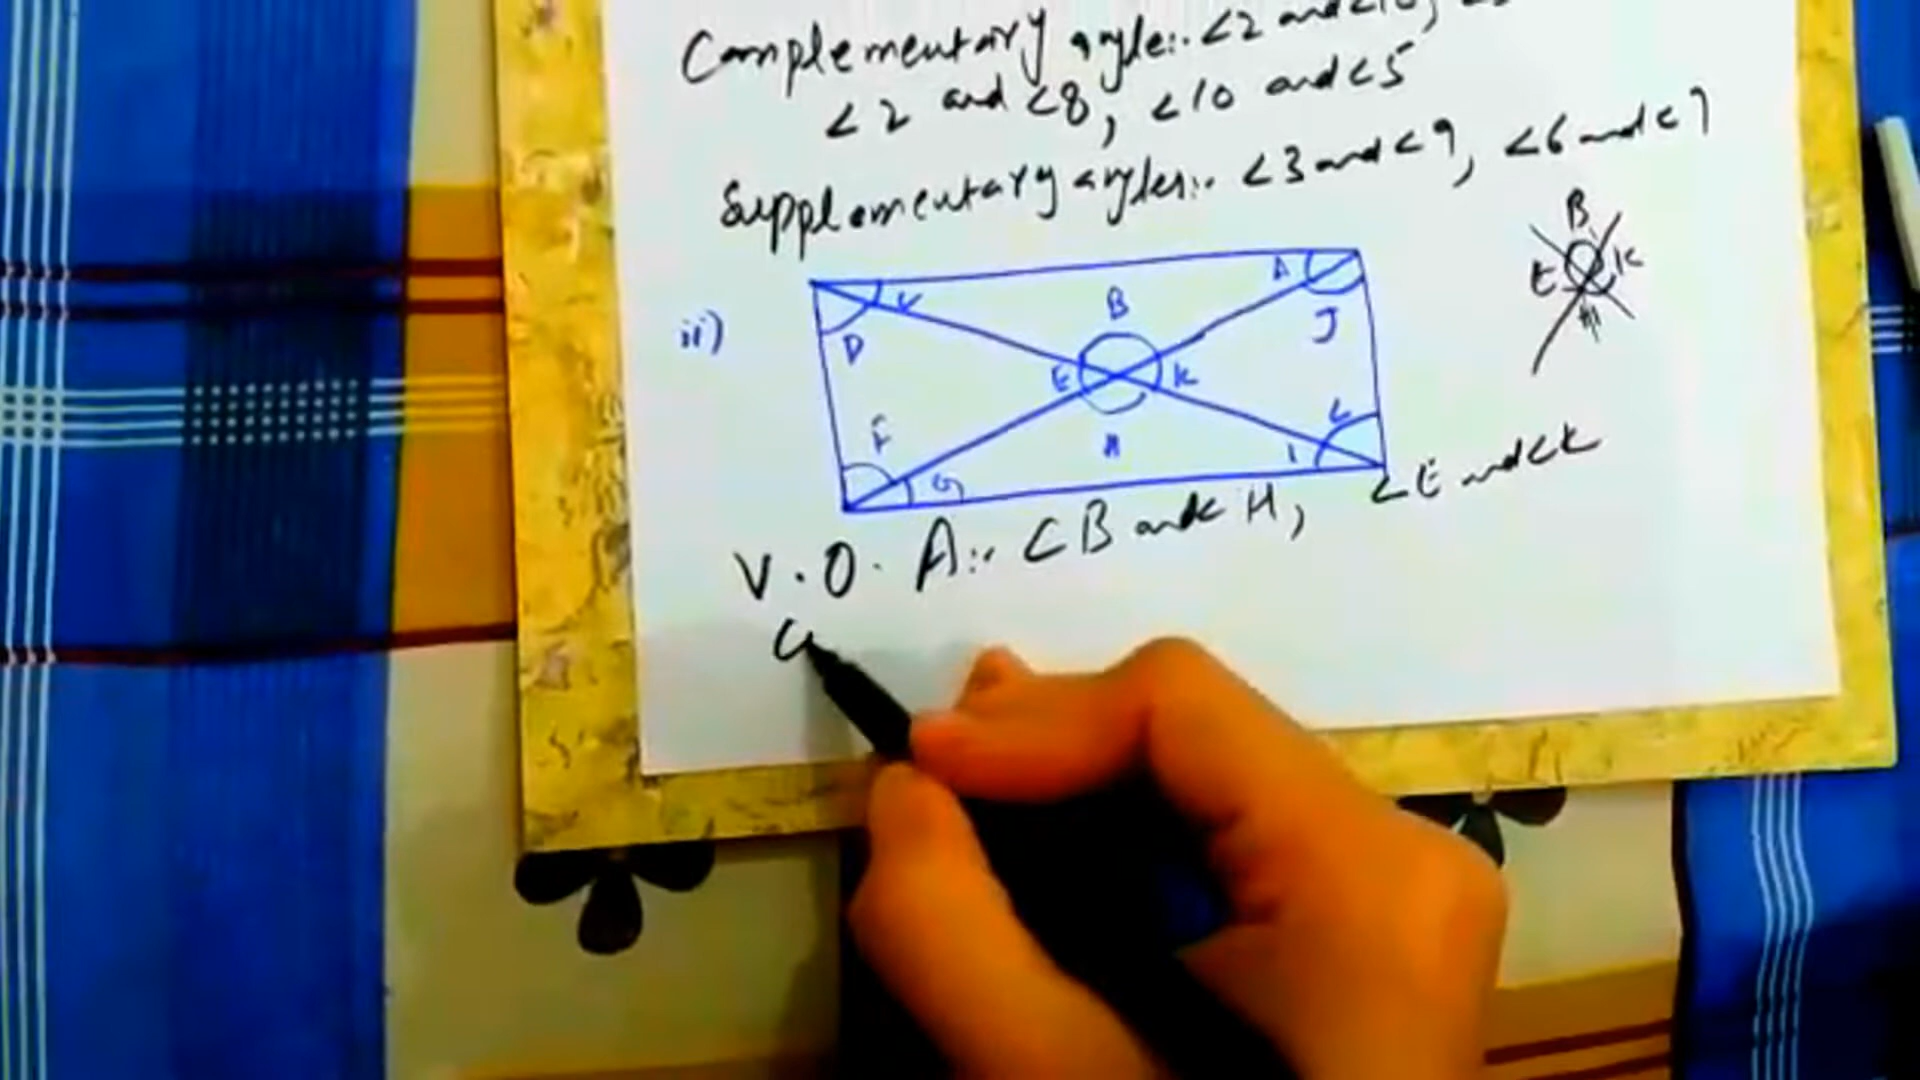 Complementary angle:- <2 and <10,
<2 and <8, <10 and <5
Supplementary angles:- <3 and <9, <6 and <7
ii)
A
B
J
D
E
K
F
L
H
I
G
B
E K
H
V. O. A:- <B and < H, <E and <K
C